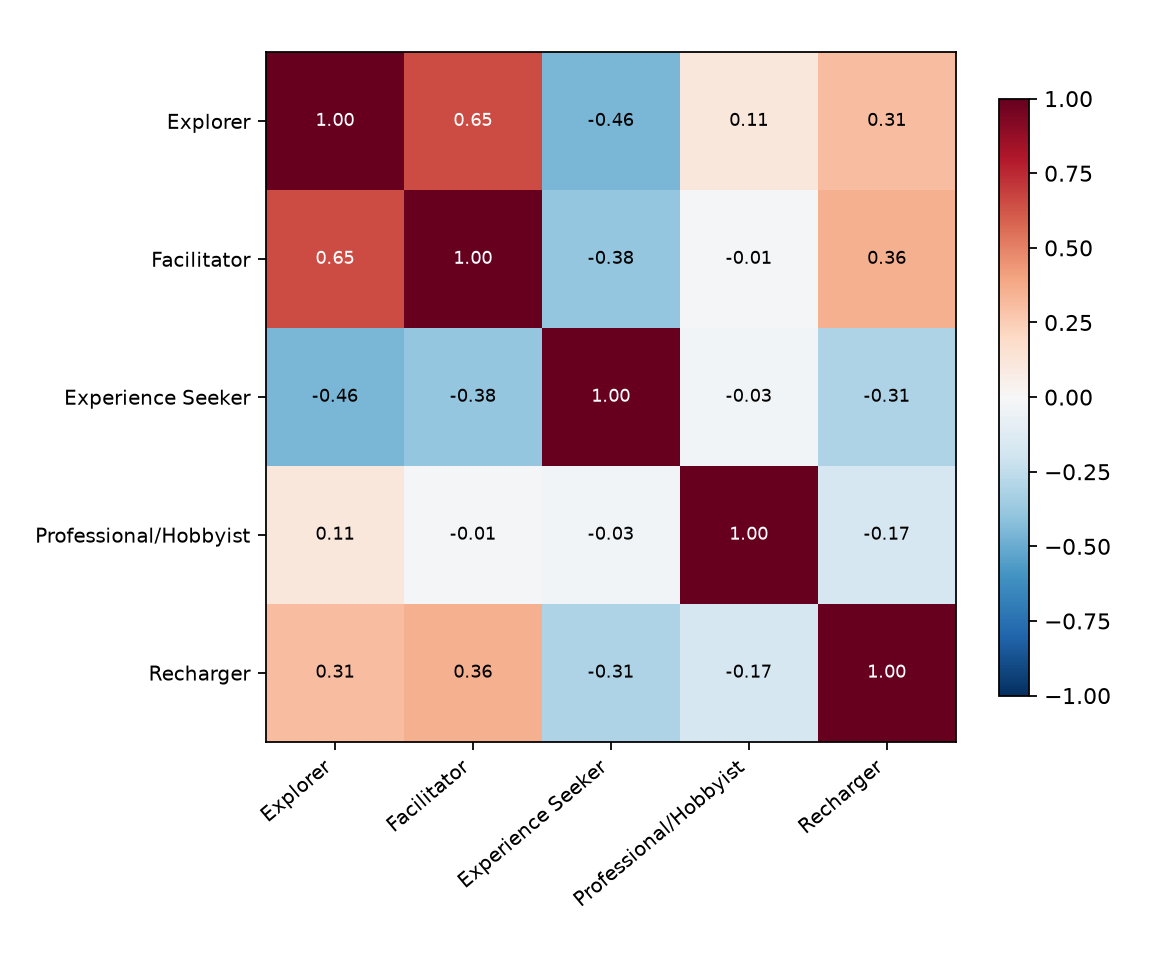 Explorer 1.00 0.65 -0.46 0.11 0.31
Facilitator 0.65 1.00 -0.38 -0.01 0.36
Experience Seeker -0.46 -0.38 1.00 -0.03 -0.31
Professional/Hobbyist 0.11 -0.01 -0.03 1.00 -0.17
Recharger 0.31 0.36 -0.31 -0.17 1.00
Explorer
Facilitator
Experience Seeker
Professional/Hobbyist
Recharger
1.00
0.75
0.50
0.25
0.00
−0.25
−0.50
−0.75
−1.00